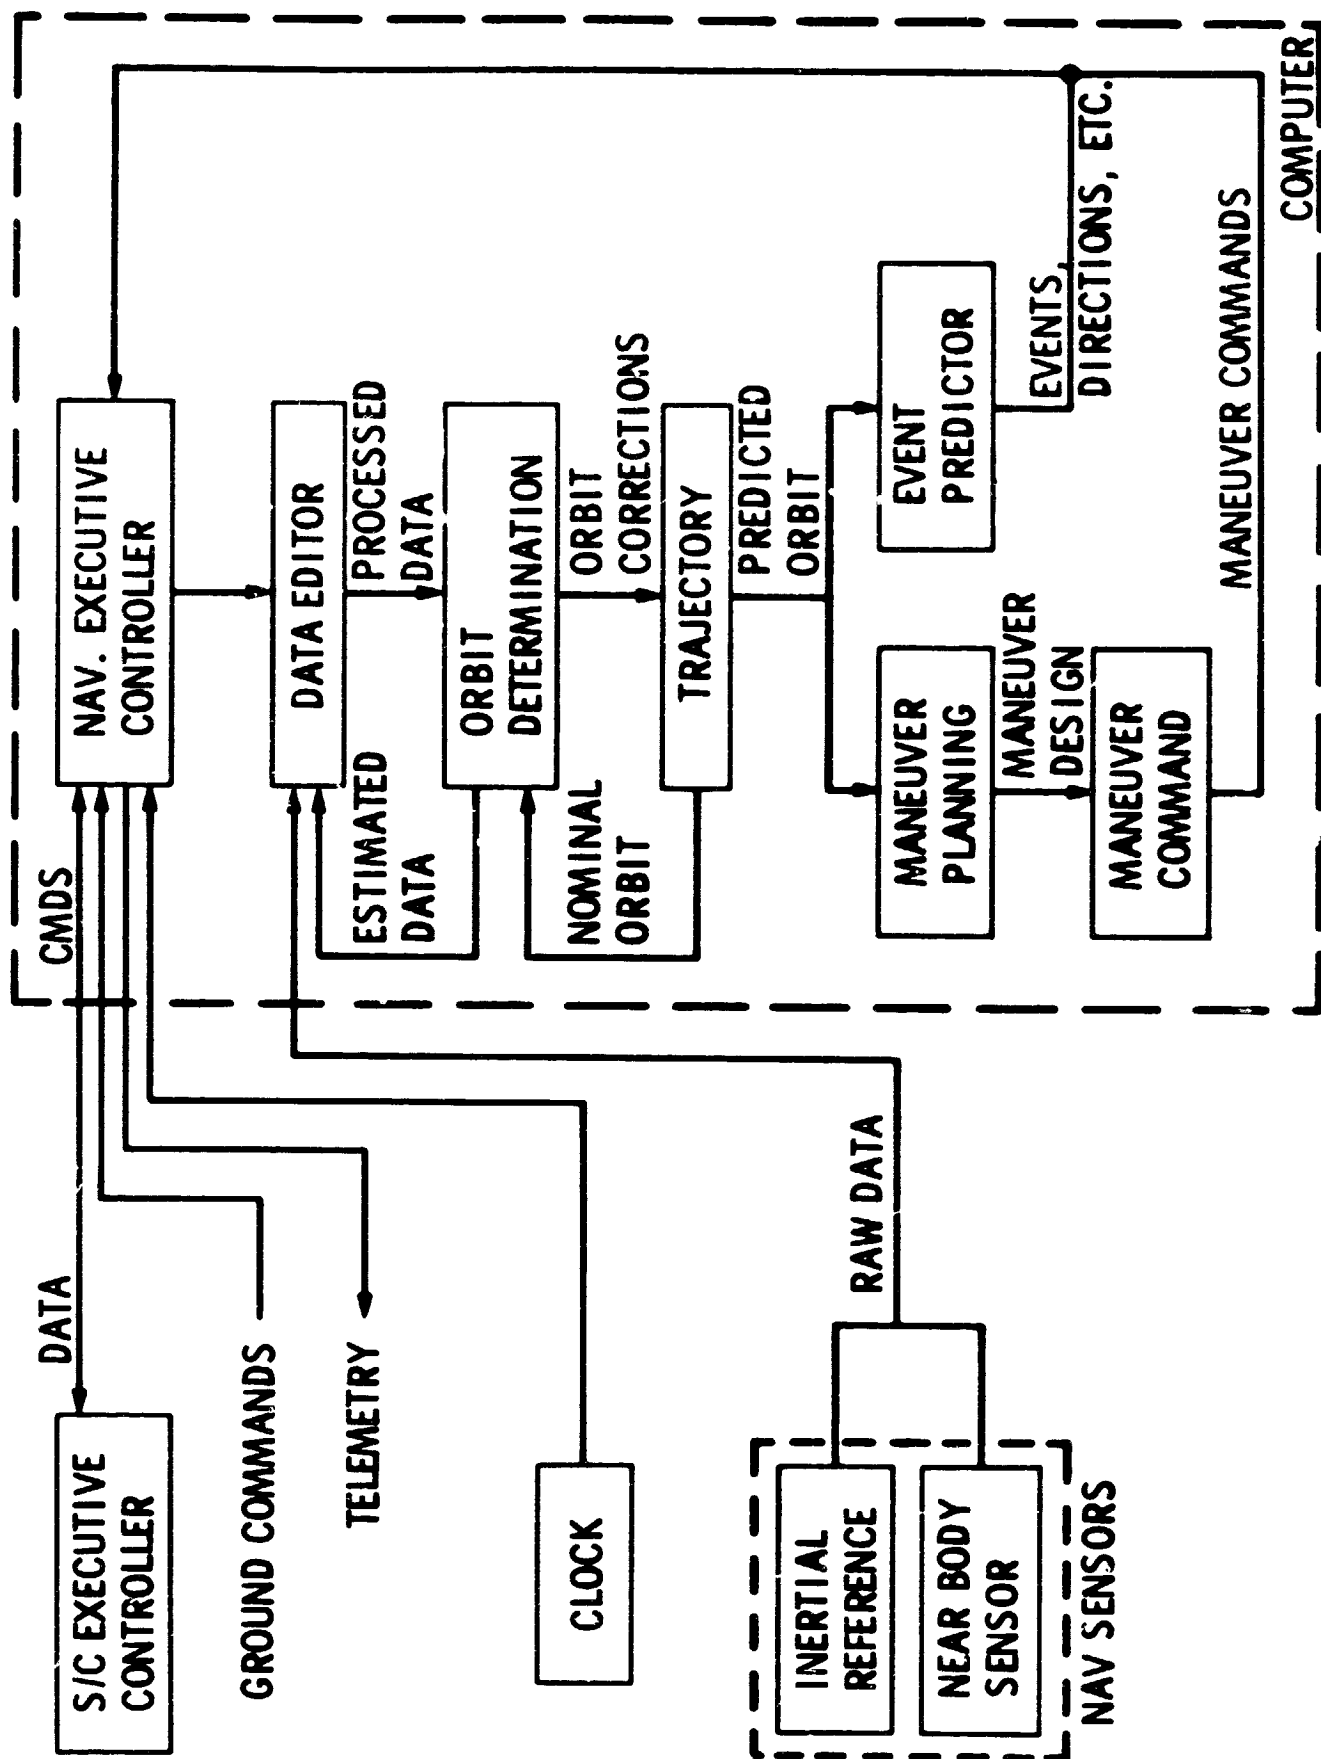 S/C EXECUTIVE
CONTROLLER
DATA
CMDS
NAV. EXECUTIVE
CONTROLLER
GROUND COMMANDS
TELEMETRY
CLOCK
INERTIAL
REFERENCE
NEAR BODY
SENSOR
NAV SENSORS
RAW DATA
DATA EDITOR
ESTIMATED
DATA
PROCESSED
DATA
ORBIT
DETERMINATION
NOMINAL
ORBIT
ORBIT
CORRECTIONS
TRAJECTORY
PREDICTED
ORBIT
MANEUVER
PLANNING
EVENT
PREDICTOR
MANEUVER
DESIGN
EVENTS,
DIRECTIONS, ETC.
MANEUVER
COMMAND
MANEUVER COMMANDS
COMPUTER